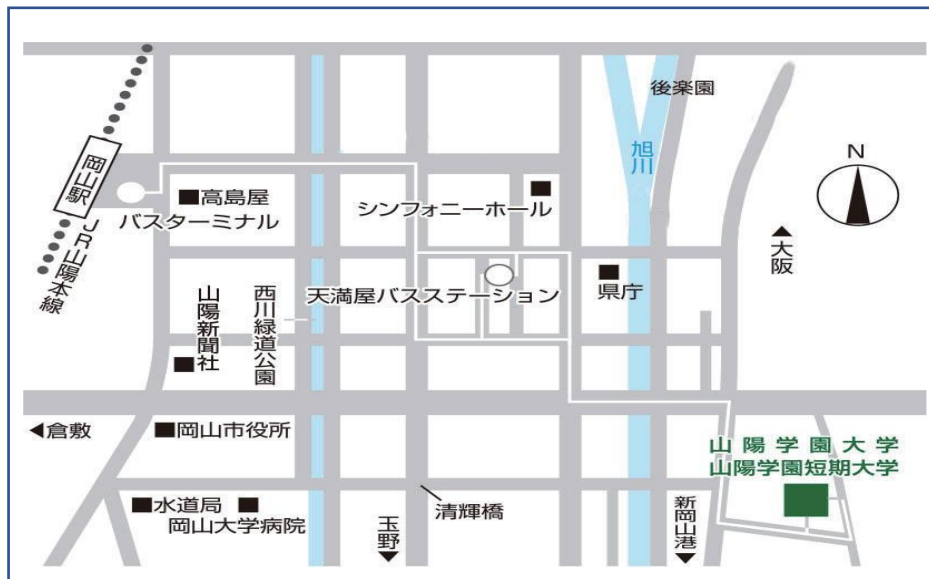 後楽園
旭川
N
岡山駅
高島屋
バスターミナル
シンフォニーホール
大阪
JR山陽本線
県庁
天満屋バスステーション
西川緑道公園
山陽新聞社
倉敷
岡山市役所
山陽学園大学
山陽学園短期大学
水道局
岡山大学病院
清輝橋
玉野
新岡山港